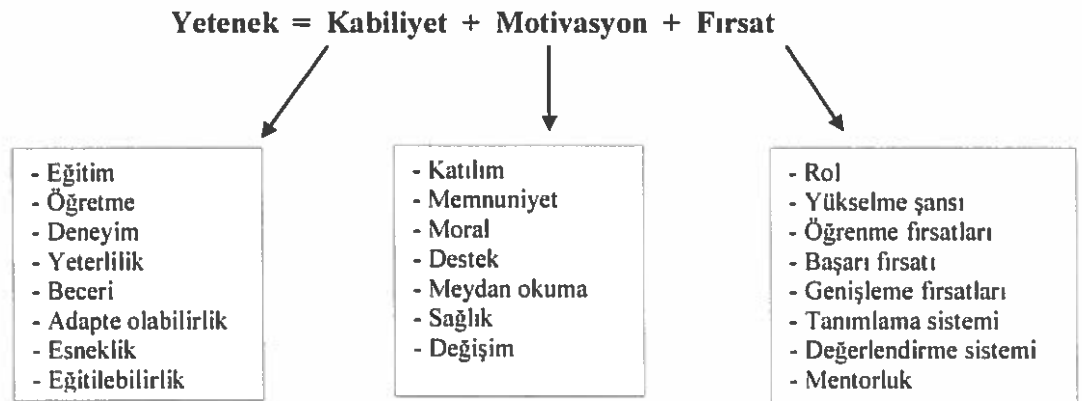 Yetenek = Kabiliyet + Motivasyon + Fırsat
- Eğitim
- Öğretme
- Deneyim
- Yeterlilik
- Beceri
- Adapte olabilirlik
- Esneklik
- Eğitilebilirlik
- Katılım
- Memnuniyet
- Moral
- Destek
- Meydan okuma
- Sağlık
- Değişim
- Rol
- Yükselme şansı
- Öğrenme fırsatları
- Başarı fırsatı
- Genişleme fırsatları
- Tanımlama sistemi
- Değerlendirme sistemi
- Mentorluk